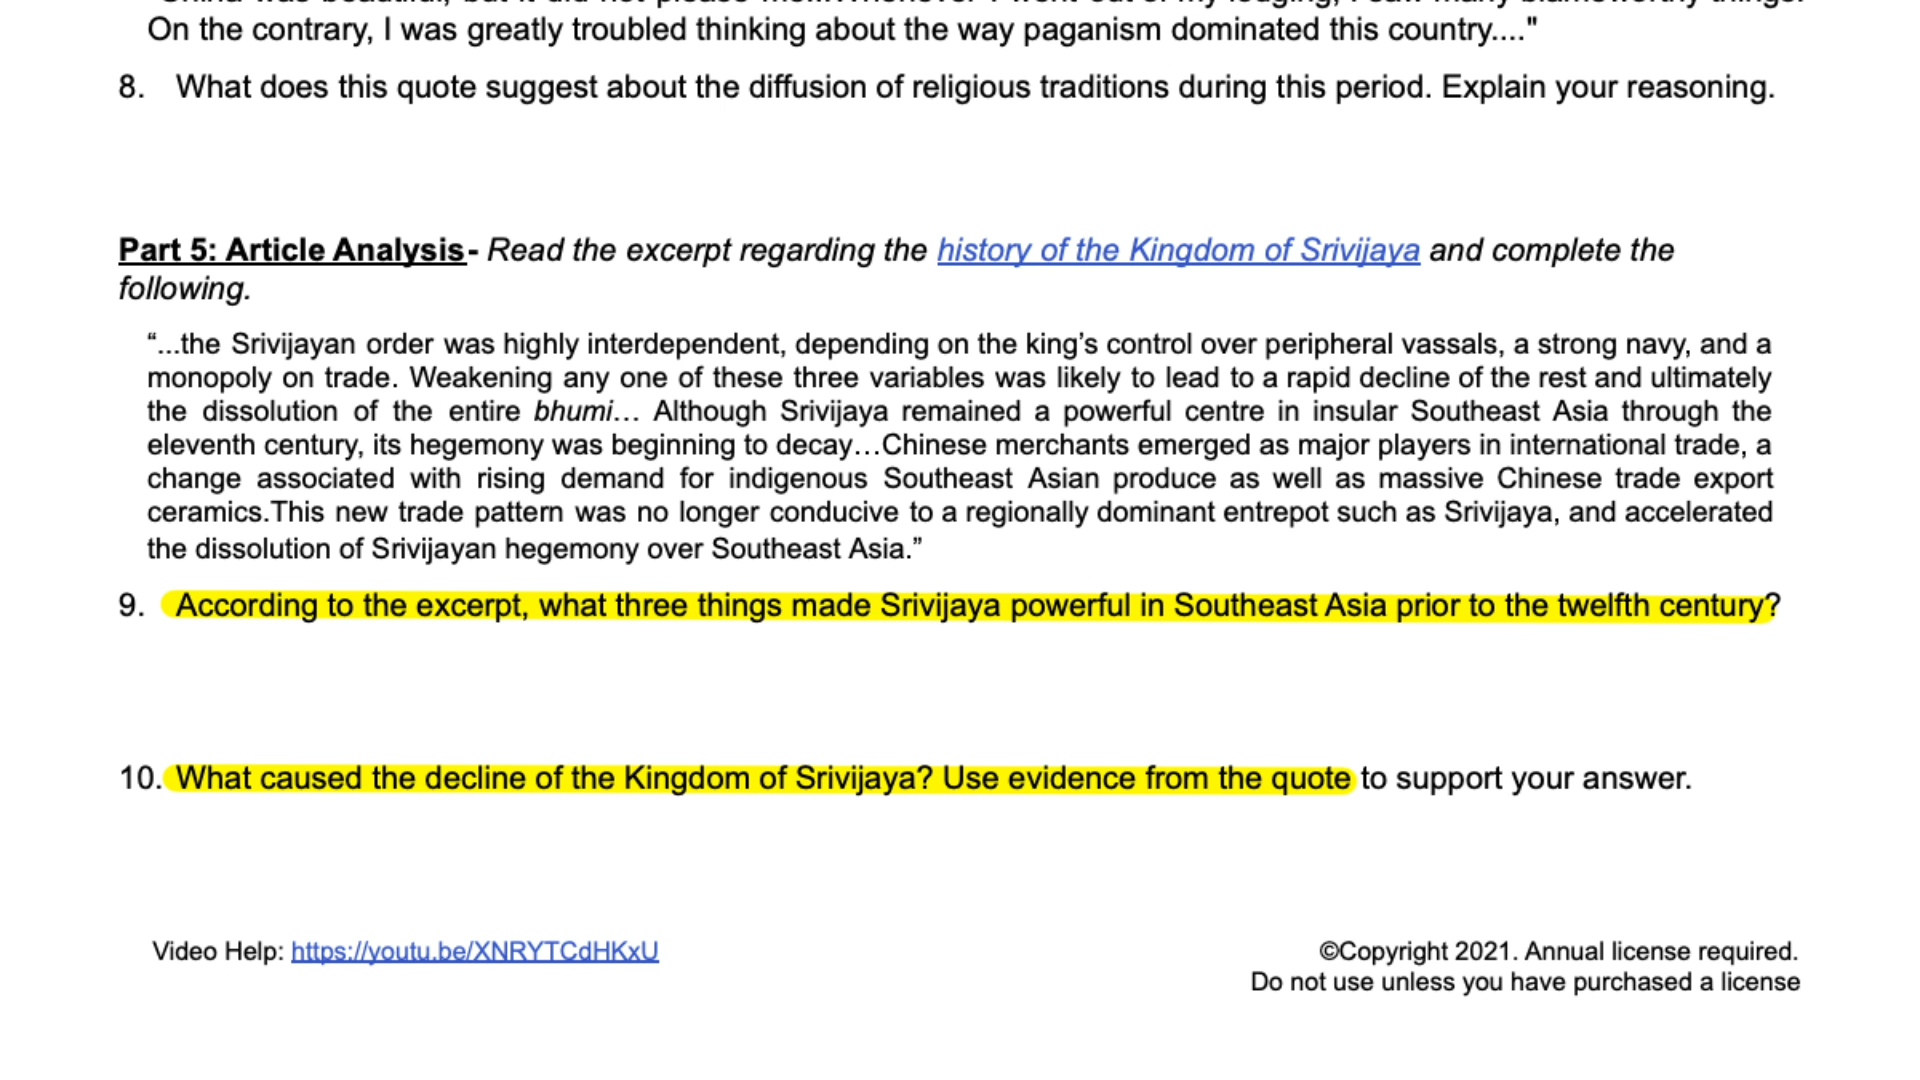 On the contrary, I was greatly troubled thinking about the way paganism dominated this country...."
8. What does this quote suggest about the diffusion of religious traditions during this period. Explain your reasoning.
Part 5: Article Analysis- Read the excerpt regarding the history of the Kingdom of Srivijaya and complete the
following.
“...the Srivijayan order was highly interdependent, depending on the king’s control over peripheral vassals, a strong navy, and a
monopoly on trade. Weakening any one of these three variables was likely to lead to a rapid decline of the rest and ultimately
the dissolution of the entire bhumi… Although Srivijaya remained a powerful centre in insular Southeast Asia through the
eleventh century, its hegemony was beginning to decay…Chinese merchants emerged as major players in international trade, a
change associated with rising demand for indigenous Southeast Asian produce as well as massive Chinese trade export
ceramics.This new trade pattern was no longer conducive to a regionally dominant entrepot such as Srivijaya, and accelerated
the dissolution of Srivijayan hegemony over Southeast Asia.”
9. According to the excerpt, what three things made Srivijaya powerful in Southeast Asia prior to the twelfth century?
10. What caused the decline of the Kingdom of Srivijaya? Use evidence from the quote to support your answer.
Video Help: https://youtu.be/XNRYTCdHKxU
©Copyright 2021. Annual license required.
Do not use unless you have purchased a license